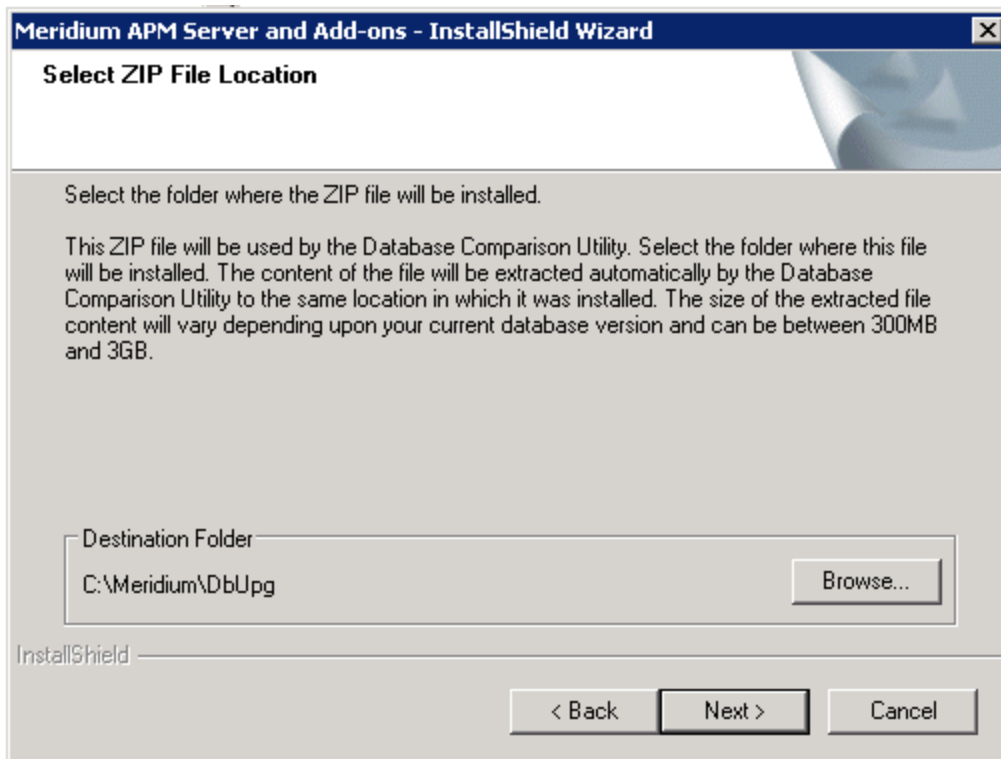 Meridium APM Server and Add-ons - InstallShield Wizard
Select ZIP File Location
Select the folder where the ZIP file will be installed.
This ZIP file will be used by the Database Comparison Utility. Select the folder where this file
will be installed. The content of the file will be extracted automatically by the Database
Comparison Utility to the same location in which it was installed. The size of the extracted file
content will vary depending upon your current database version and can be between 300MB
and 3GB.
Destination Folder
C:\Meridium\DbUpg
Browse...
InstallShield
< Back
Next >
Cancel